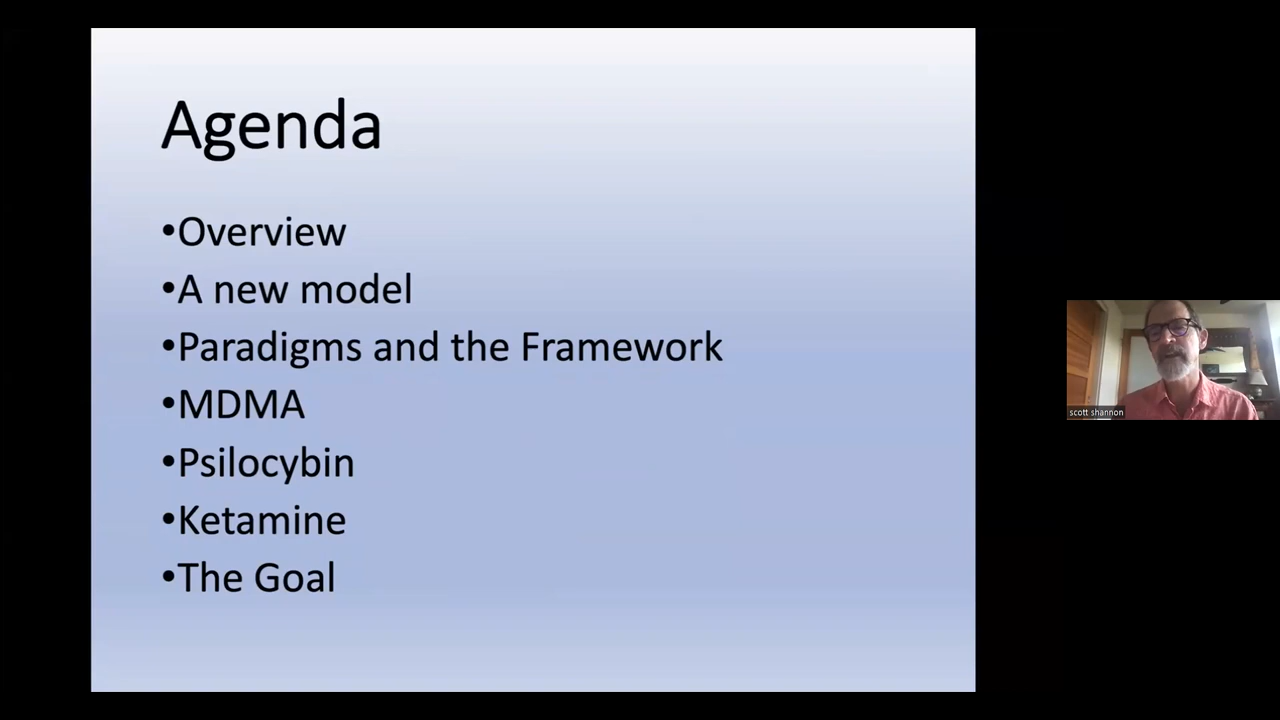 Agenda
•Overview
•A new model
•Paradigms and the Framework
•MDMA
•Psilocybin
•Ketamine
•The Goal
scott shannon